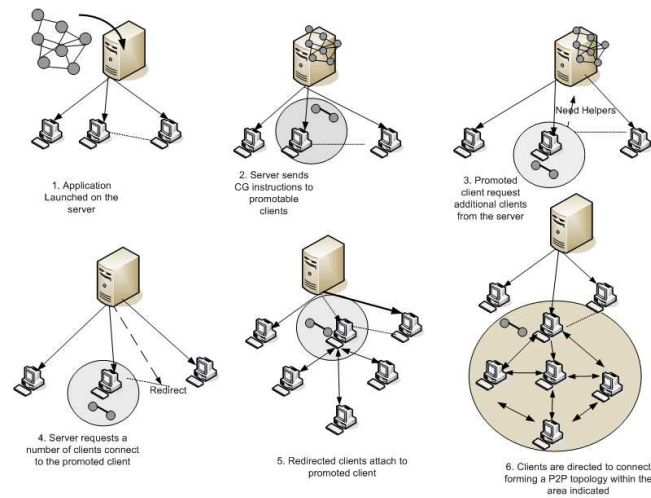 1. Application
Launched on the
server
2. Server sends
CG instructions to
promotable
clients
Need Helpers
3. Promoted
client request
additional clients
from the server
Redirect
4. Server requests a
number of clients connect
to the promoted client
5. Redirected clients attach to
promoted client
6. Clients are directed to connect
forming a P2P topology within the
area indicated